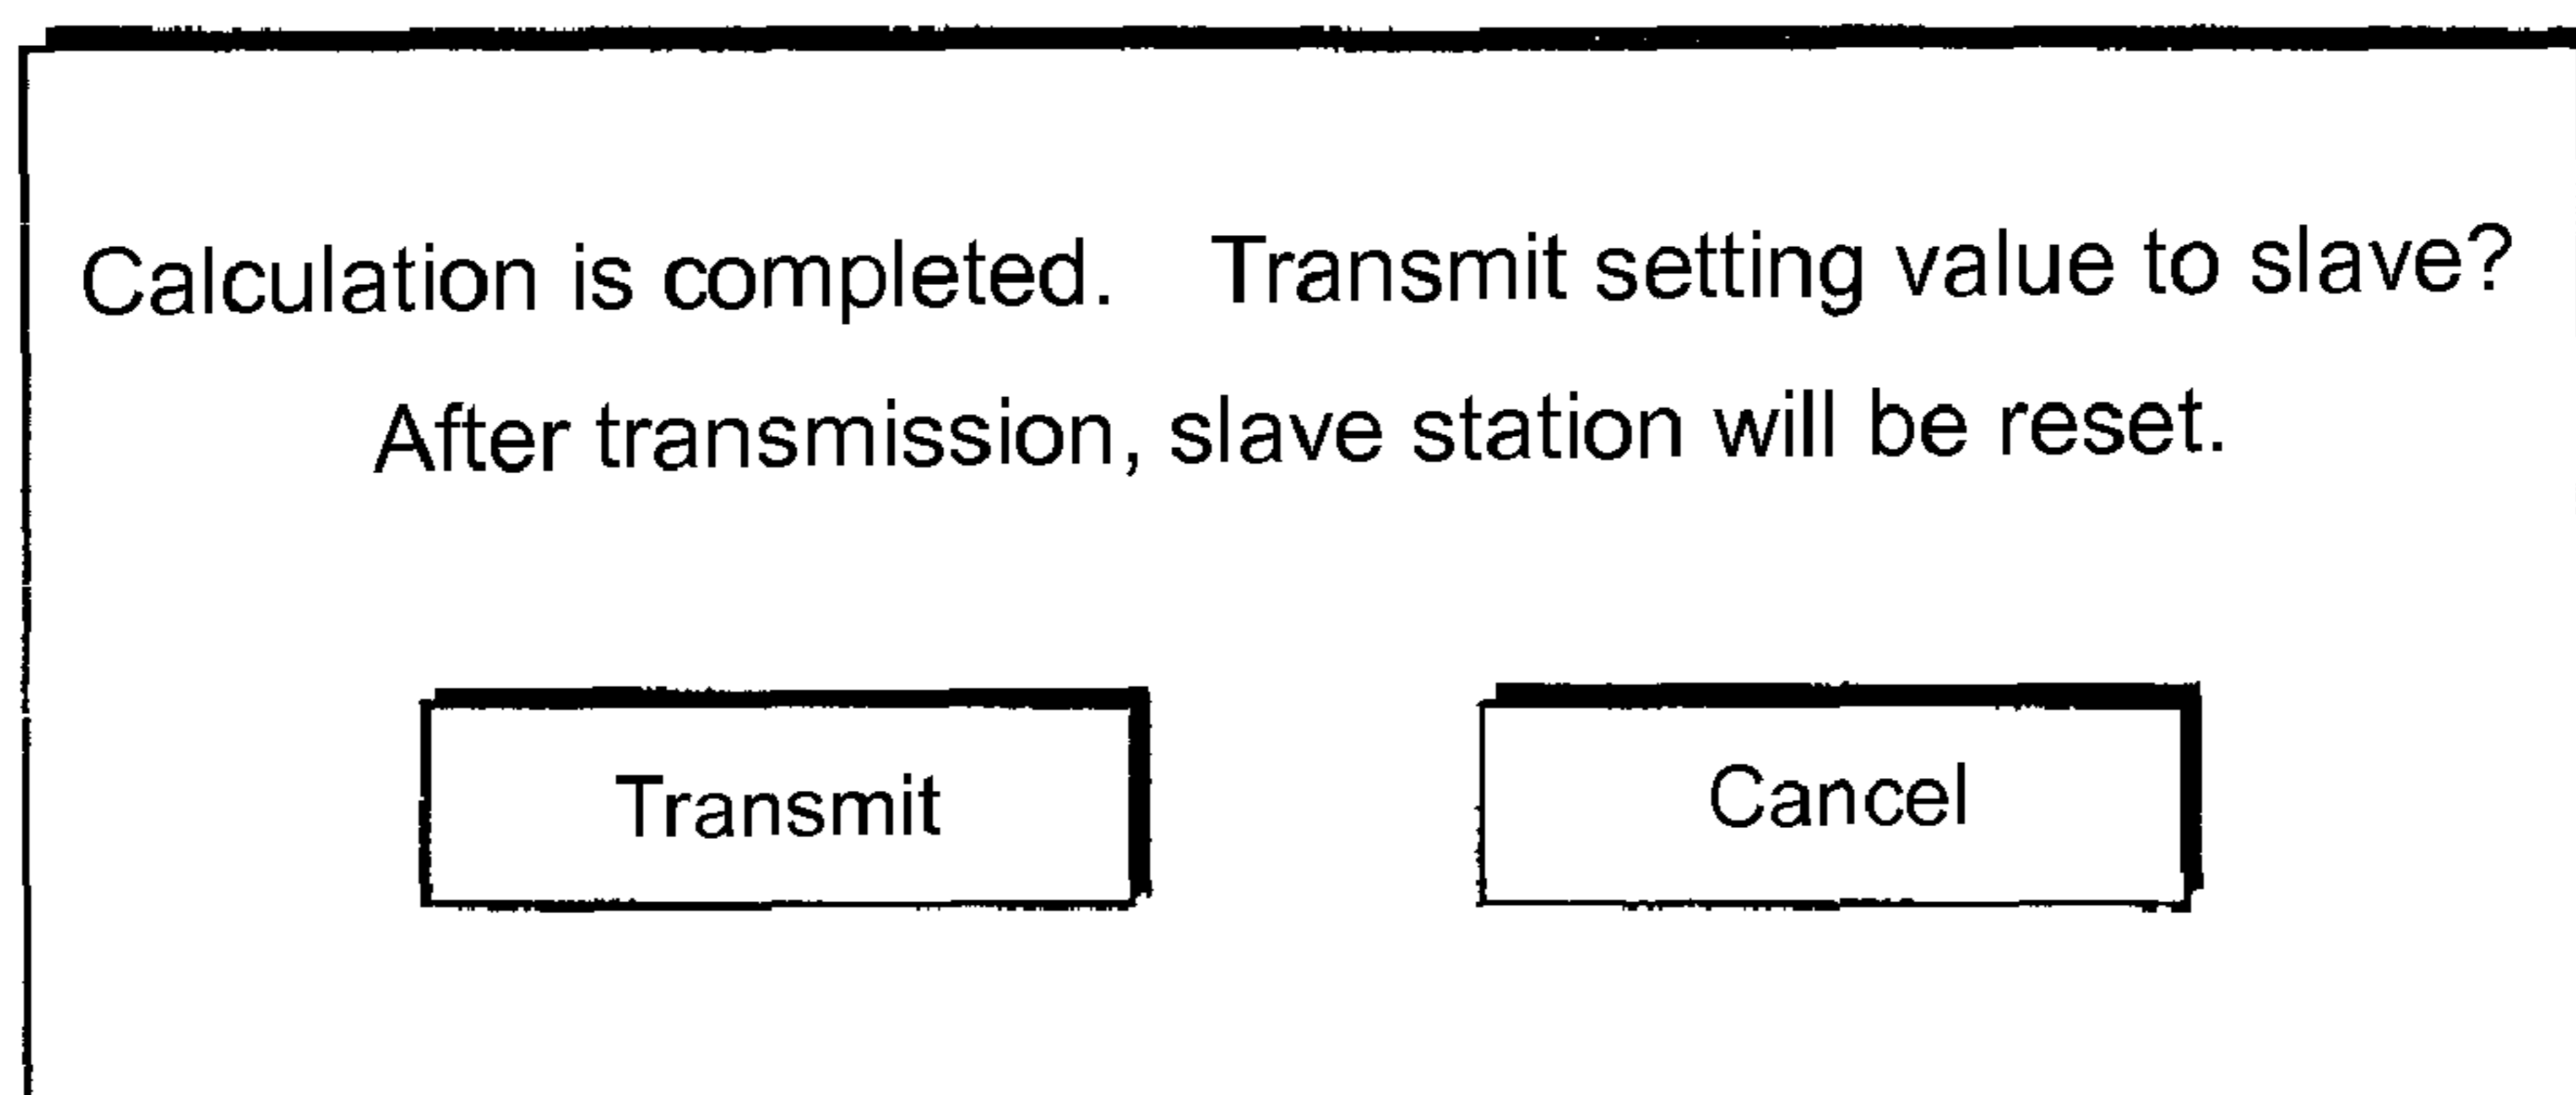 Calculation is completed. Transmit setting value to slave?
After transmission, slave station will be reset.
Transmit
Cancel